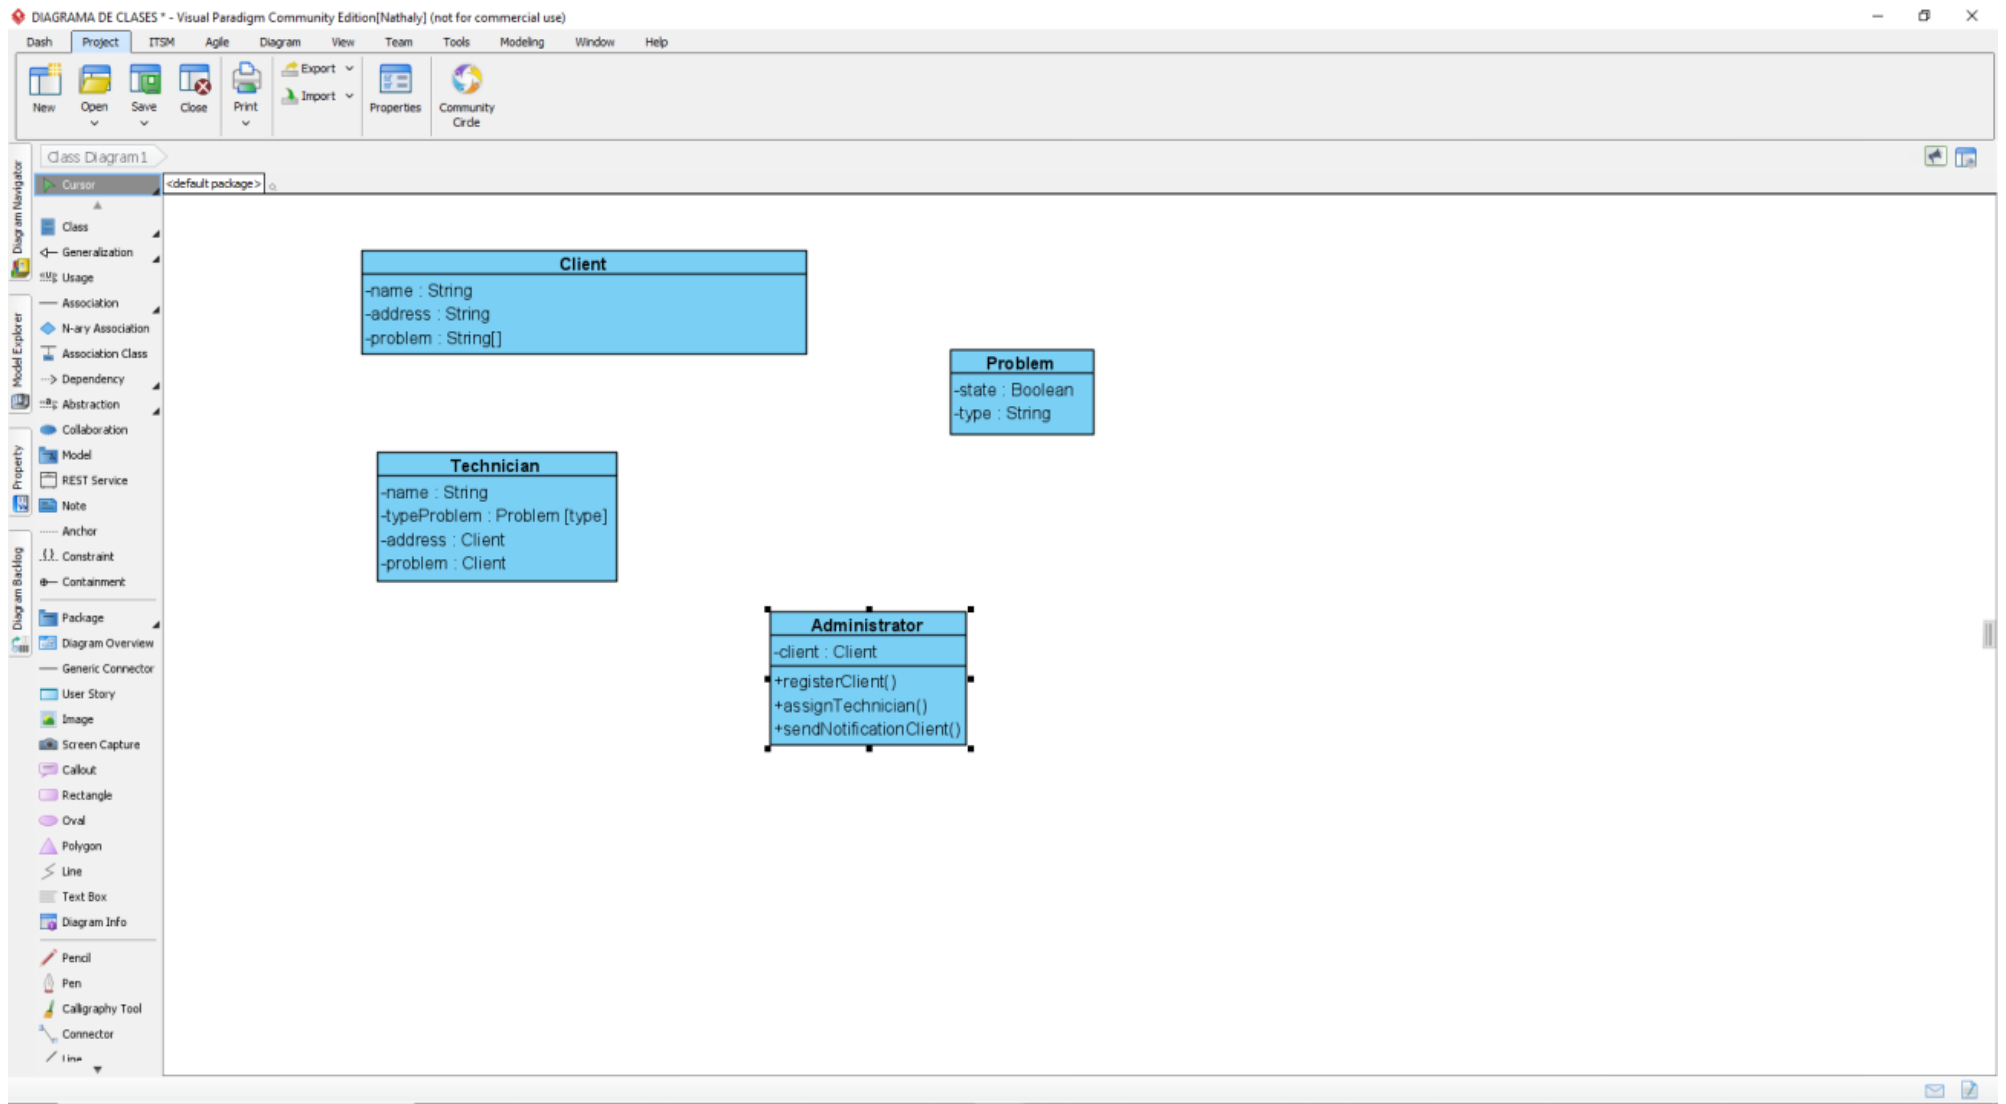 DIAGRAMA DE CLASES * - Visual Paradigm Community Edition[Nathaly] (not for commercial use)
Dash Project ITSM Agile Diagram View Team Tools Modeling Window Help
New Open Save Close Print Export Import Properties Community Circle
Class Diagram1
Diagram Navigator
Model Explorer
Property
Diagram Backlog
Cursor
Class
Generalization
Usage
Association
N-ary Association
Association Class
Dependency
Abstraction
Collaboration
Model
REST Service
Note
Anchor
Constraint
Containment
Package
Diagram Overview
Generic Connector
User Story
Image
Screen Capture
Callout
Rectangle
Oval
Polygon
Line
Text Box
Diagram Info
Pencil
Pen
Calligraphy Tool
Connector
Line
<default package>
Client
-name : String
-address : String
-problem : String[]
Problem
-state : Boolean
-type : String
Technician
-name : String
-typeProblem : Problem [type]
-address : Client
-problem : Client
Administrator
-client : Client
+registerClient()
+assignTechnician()
+sendNotificationClient()